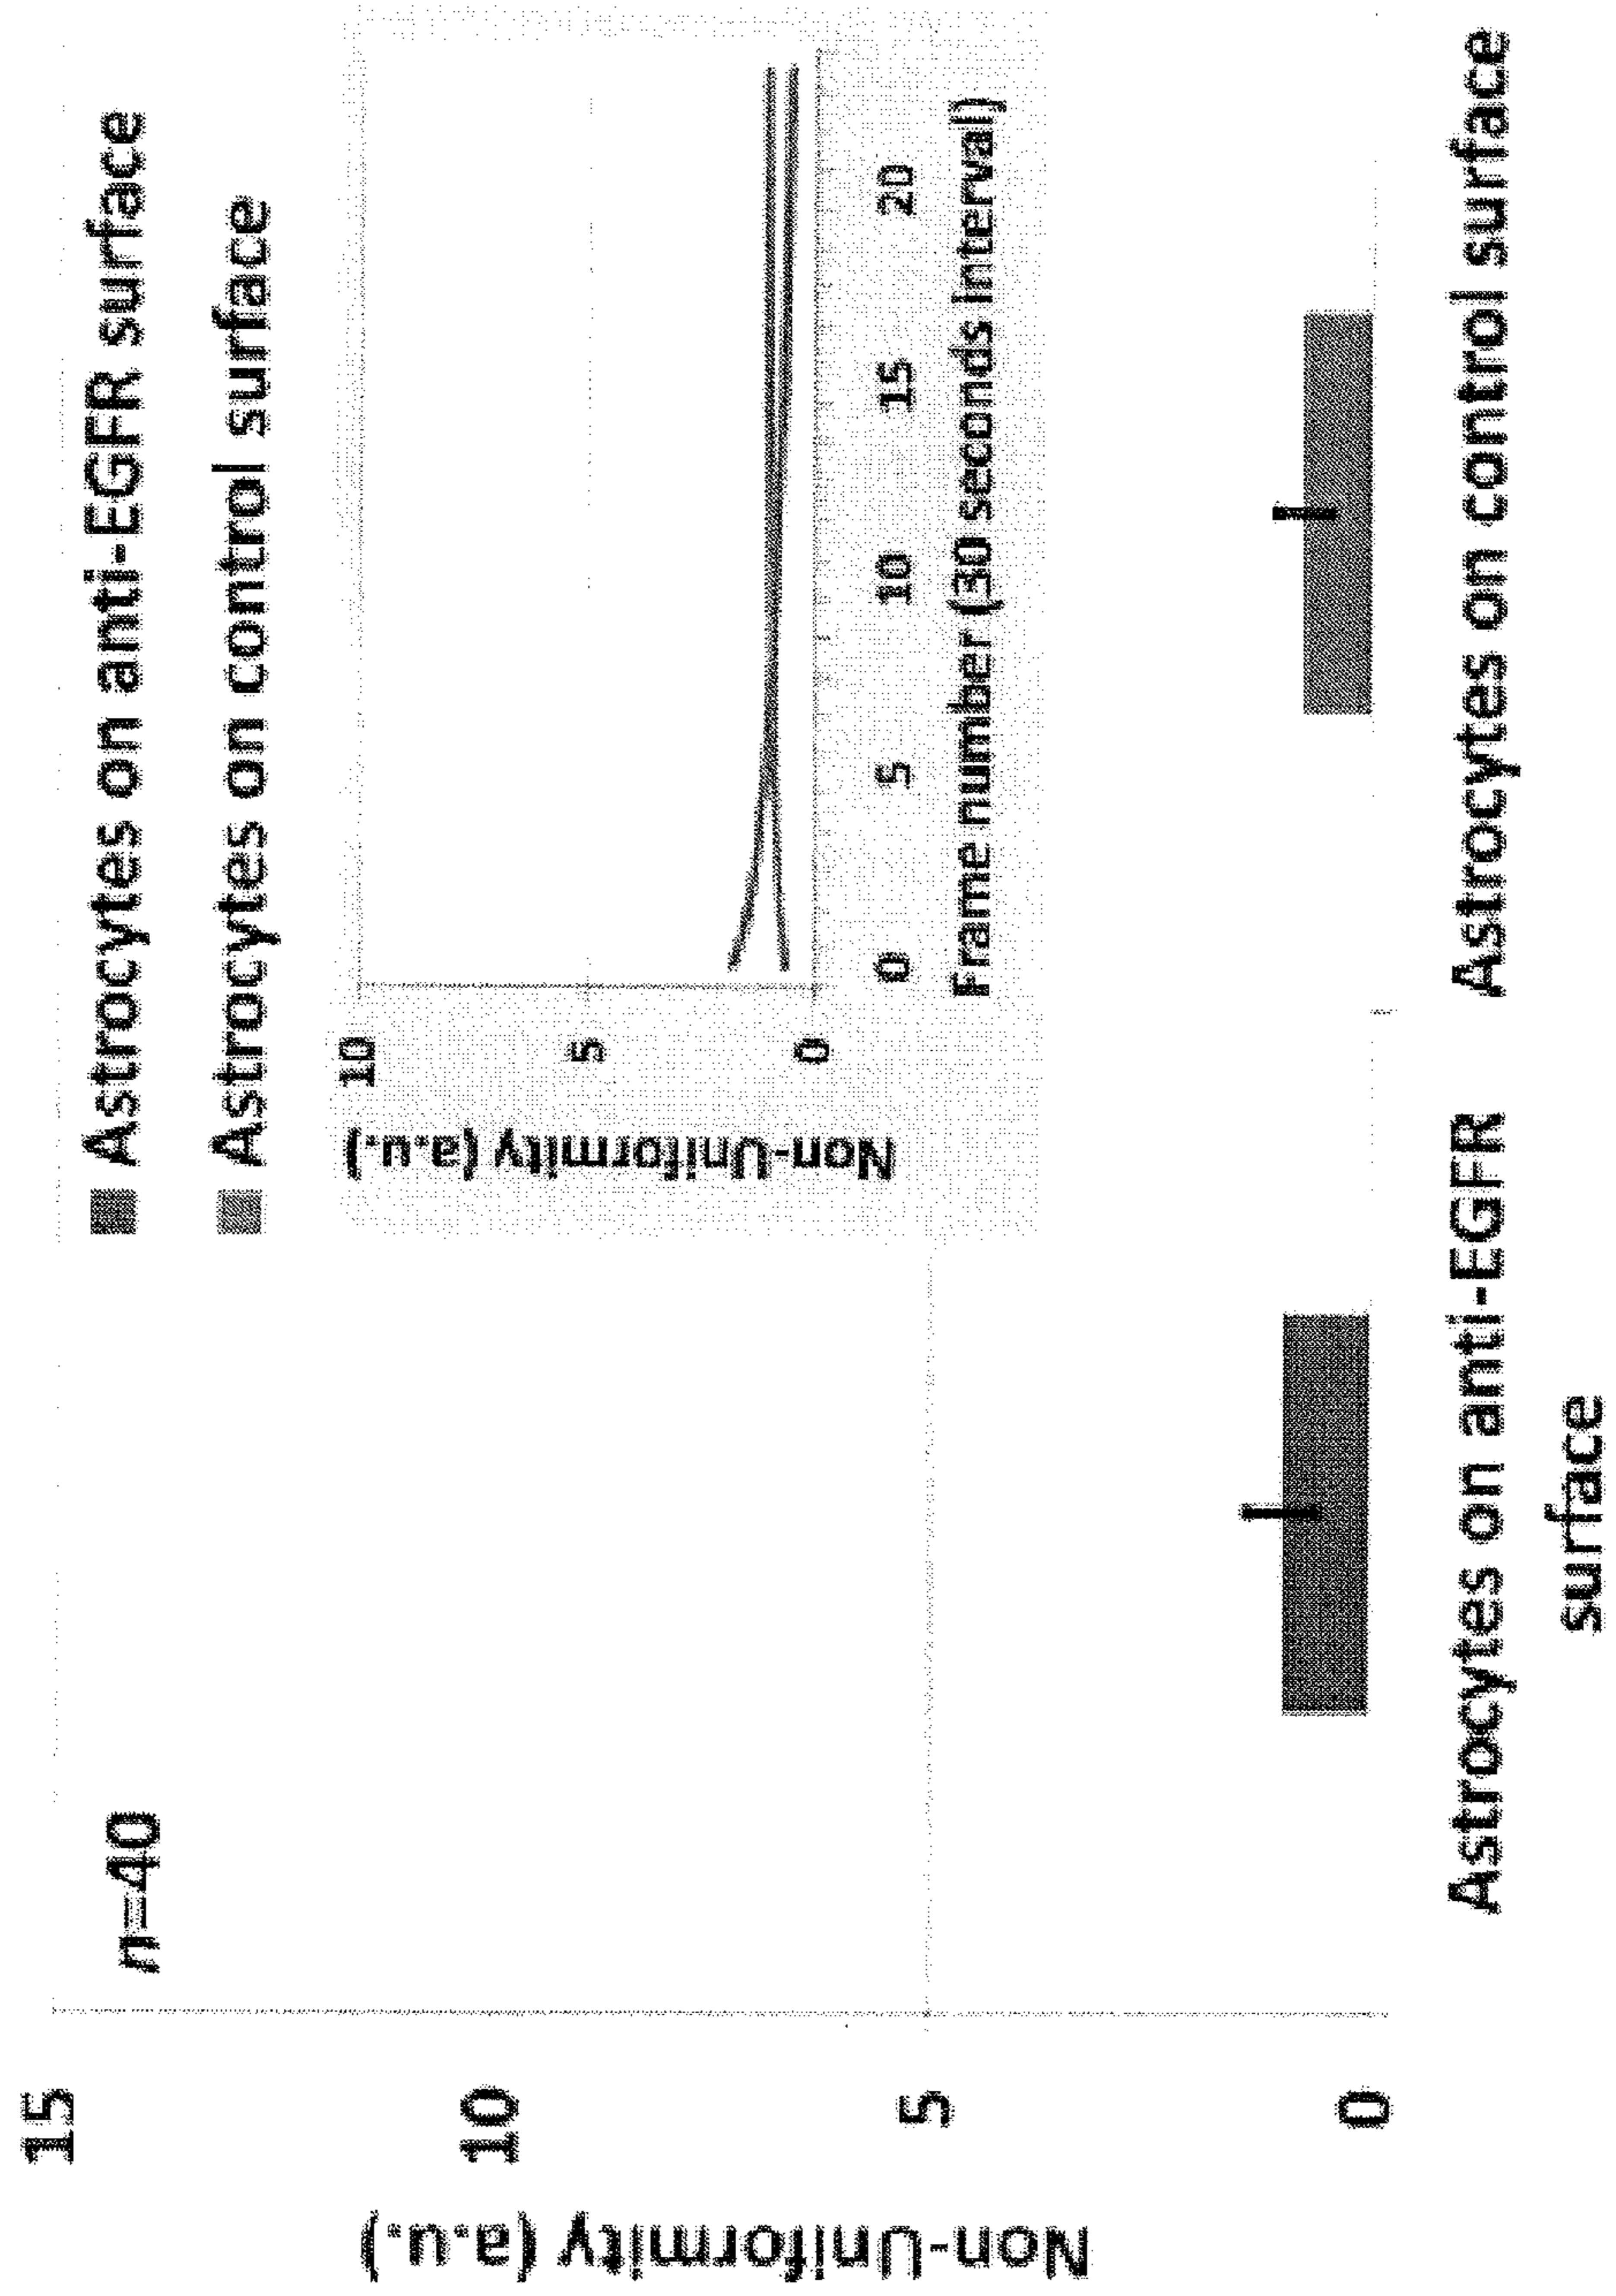 n=40
Astrocytes on anti-EGFR surface
Astrocytes on control surface
Non-Uniformity (a.u.)
15
10
5
0
Non-Uniformity (a.u.)
10
5
0
0 5 10 15 20
Frame number (30 seconds interval)
Astrocytes on anti-EGFR
surface
Astrocytes on control surface